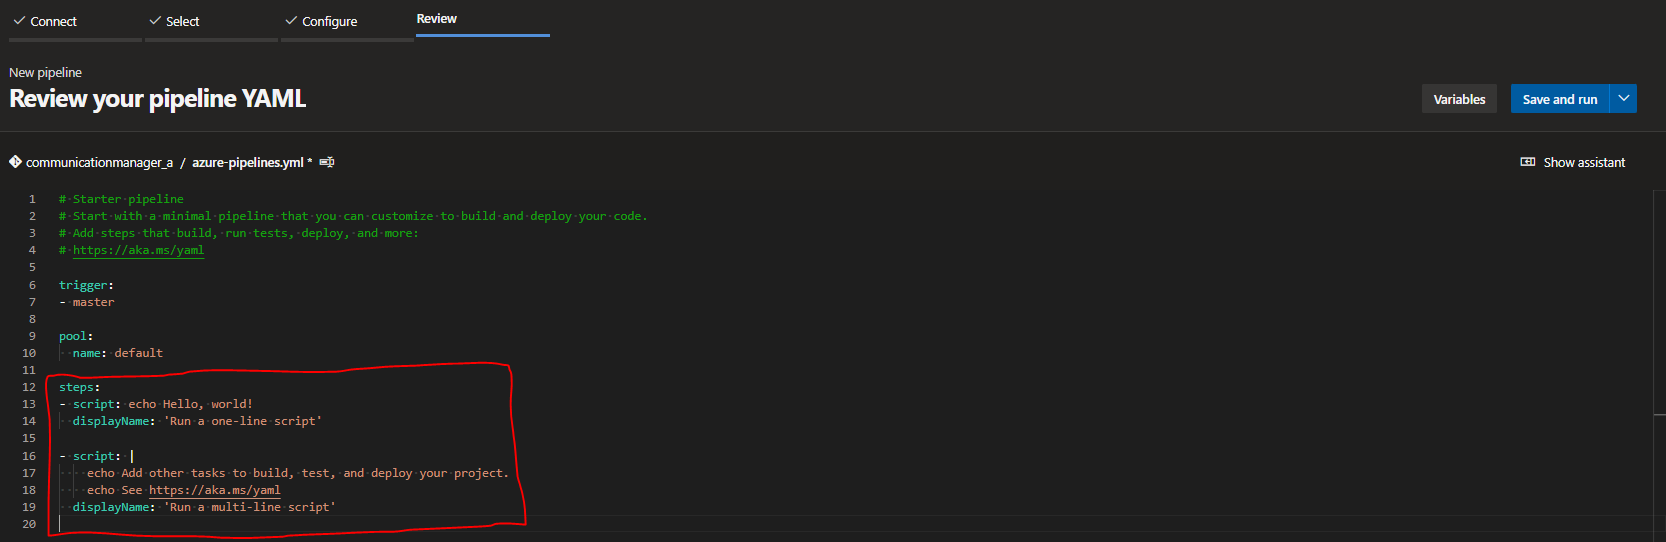 Connect
Select
Configure
Review
New pipeline
Review your pipeline YAML
Variables
Save and run
communicationmanager_a / azure-pipelines.yml *
Show assistant
1 # Starter pipeline
2 # Start with a minimal pipeline that you can customize to build and deploy your code.
3 # Add steps that build, run tests, deploy, and more:
4 # https://aka.ms/yaml
5
6 trigger:
7 - master
8
9 pool:
10   name: default
11
12 steps:
13 - script: echo Hello, world!
14   displayName: 'Run a one-line script'
15
16 - script: |
17     echo Add other tasks to build, test, and deploy your project.
18     echo See https://aka.ms/yaml
19   displayName: 'Run a multi-line script'
20